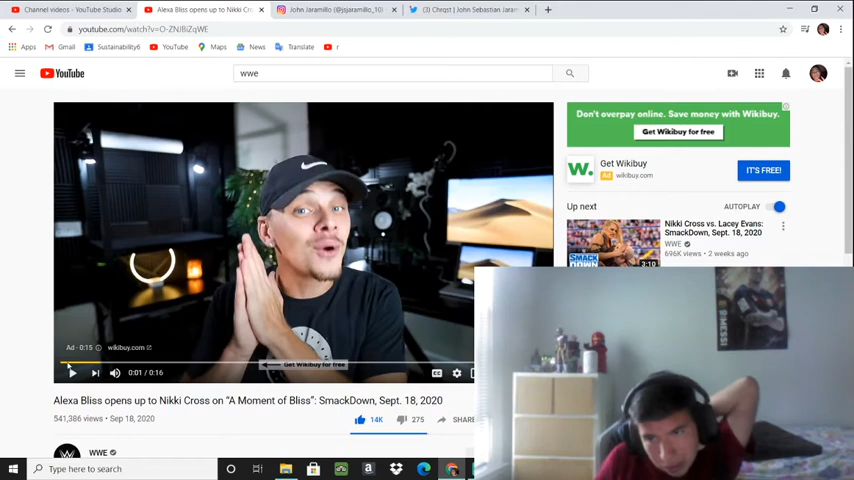 Channel videos - YouTube Studio
Alexa Bliss opens up to Nikki Cro
John Jaramillo (@jsjaramillo_10)
(3) Chrqst | John Sebastian Jaram
youtube.com/watch?v=O-ZNJBiZqWE
Apps
Gmail
Sustainability6
YouTube
Maps
News
Translate
r
YouTube
wwe
Don't overpay online. Save money with Wikibuy.
Get Wikibuy for free
Get Wikibuy
Ad wikibuy.com
IT'S FREE!
Up next
AUTOPLAY
Nikki Cross vs. Lacey Evans:
SmackDown, Sept. 18, 2020
WWE
696K views • 2 weeks ago
SMACK
DOWN
3:10
Ad · 0:15
wikibuy.com
Get Wikibuy for free
0:01 / 0:16
CC
Alexa Bliss opens up to Nikki Cross on “A Moment of Bliss”: SmackDown, Sept. 18, 2020
541,386 views • Sep 18, 2020
14K
275
SHARE
WWE
MESSI
Type here to search